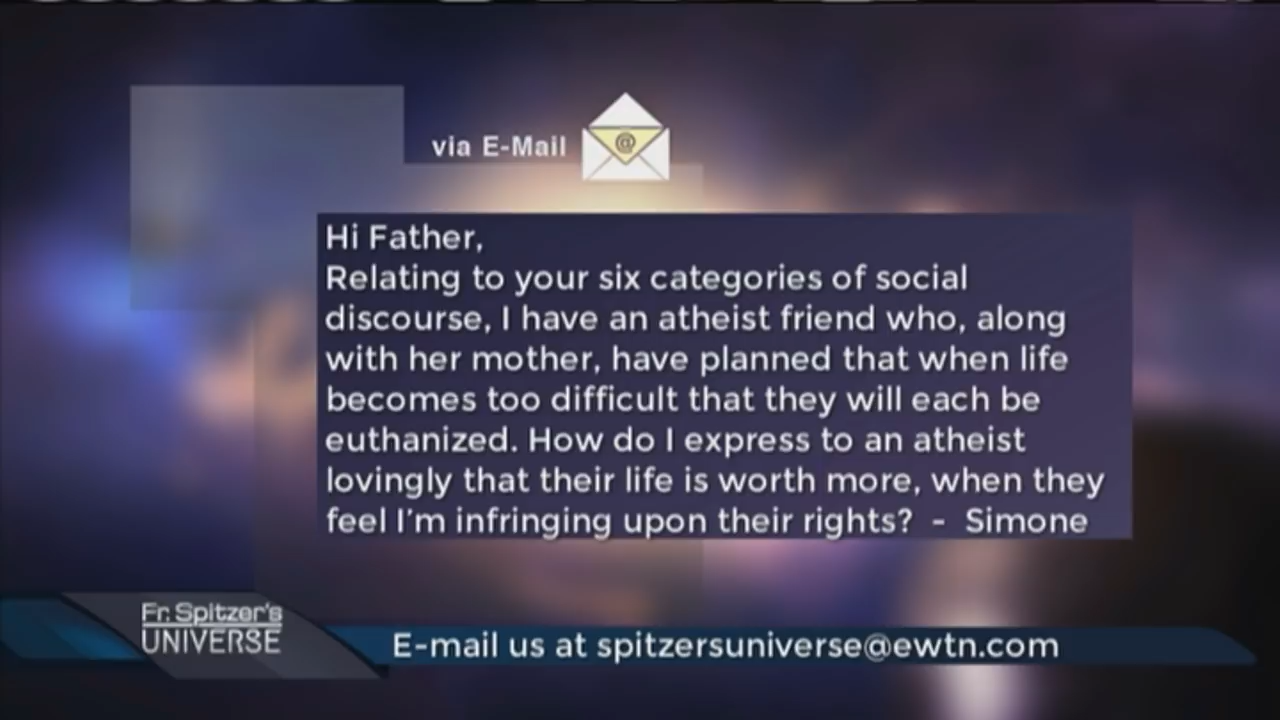 via E-Mail
@
Hi Father,
Relating to your six categories of social
discourse, I have an atheist friend who, along
with her mother, have planned that when life
becomes too difficult that they will each be
euthanized. How do I express to an atheist
lovingly that their life is worth more, when they
feel I'm infringing upon their rights? - Simone
Fr. Spitzer's
UNIVERSE
E-mail us at spitzersuniverse@ewtn.com